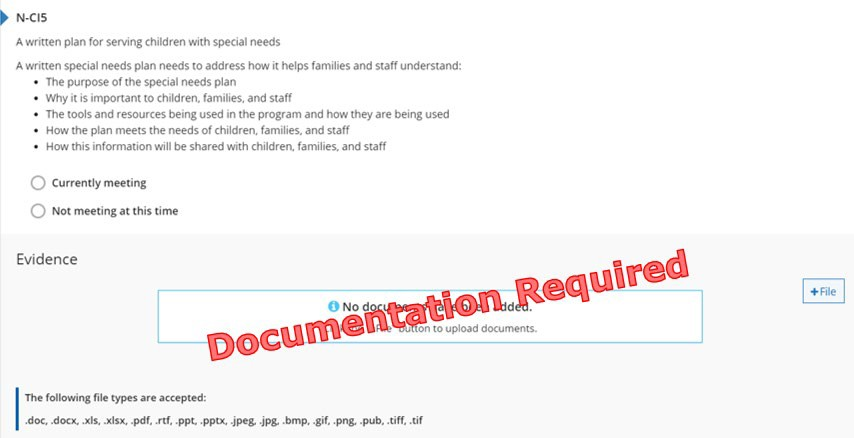 N-CI5
A written plan for serving children with special needs
A written special needs plan needs to address how it helps families and staff understand:
• The purpose of the special needs plan
• Why it is important to children, families, and staff
• The tools and resources being used in the program and how they are being used
• How the plan meets the needs of children, families, and staff
• How this information will be shared with children, families, and staff
Currently meeting
Not meeting at this time
Evidence
Documentation Required
+File
No added.
button to upload documents.
The following file types are accepted:
.doc, .docx, .xls, .xlsx, .pdf, .rtf, .ppt, .pptx, .jpeg, .jpg, .bmp, .gif, .png, .pub, .tiff, .tif